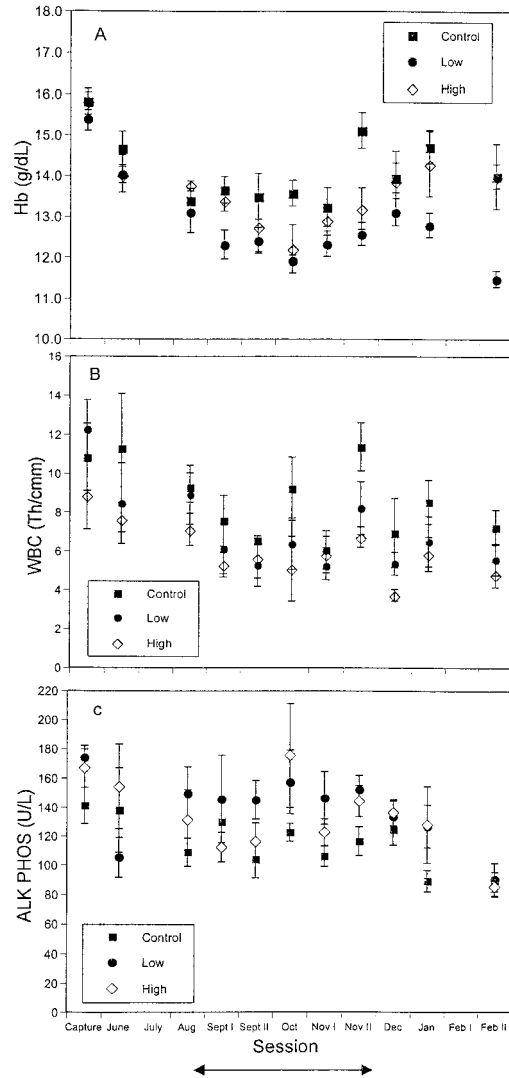 A
18.0
17.0
16.0
15.0
14.0
13.0
12.0
11.0
10.0
Hb (g/dL)
Control
Low
High
B
16
14
12
10
8
6
4
2
0
WBC (Th/cmm)
Control
Low
High
C
220
200
180
160
140
120
100
80
60
40
20
0
ALK PHOS (U/L)
Control
Low
High
Capture June July Aug Sept I Sept II Oct Nov I Nov II Dec Jan Feb I Feb II
Session